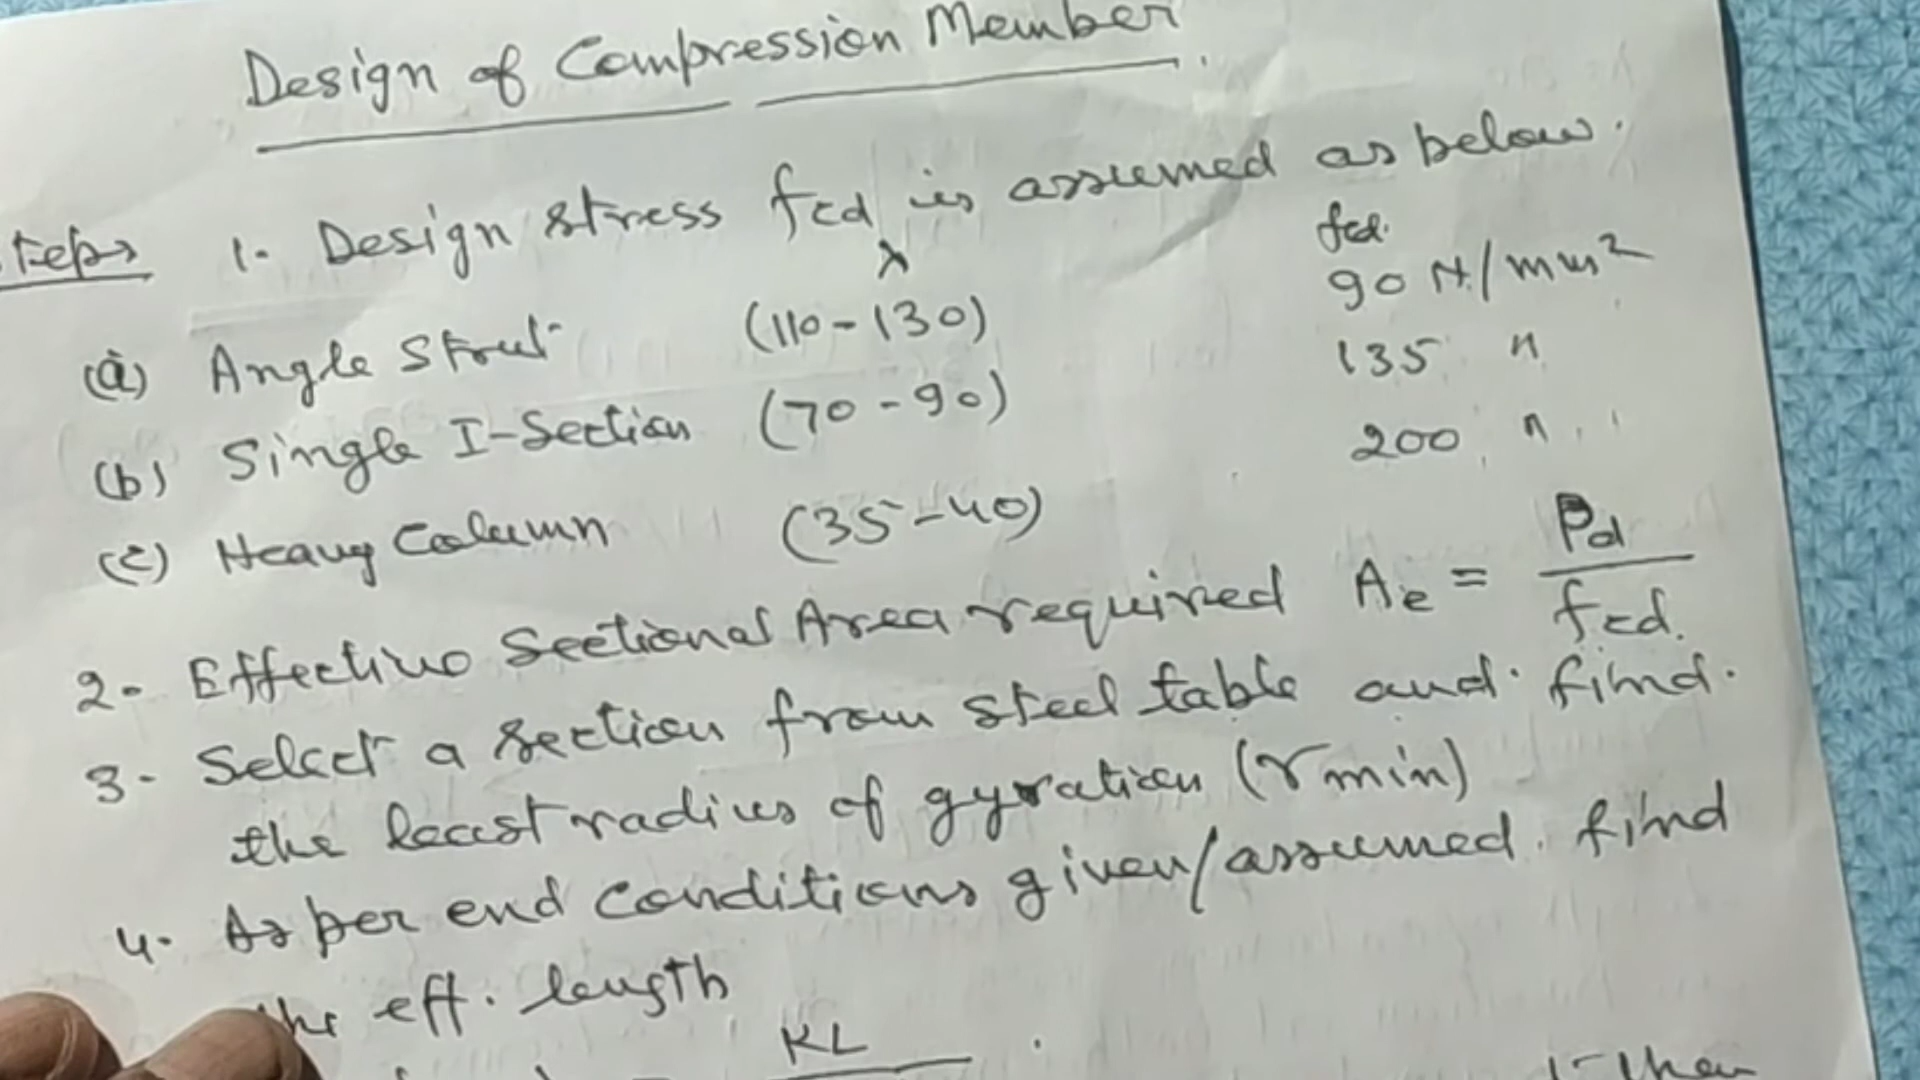 Design of Compression Member
Steps 1. Design stress fcd is assumed as below.
λ fcd.
(a) Angle Strut (110-130) 90 N/mm²
(b) Single I-Section (70-90) 135 "
(c) Heavy Column (35-40) 200 "
2- Effective Sectional Area required Ae = Pd / fcd.
3- Select a section from steel table and find.
the least radius of gyration (rmin)
4. As per end conditions given/assumed. find
the eff. length
KL
then